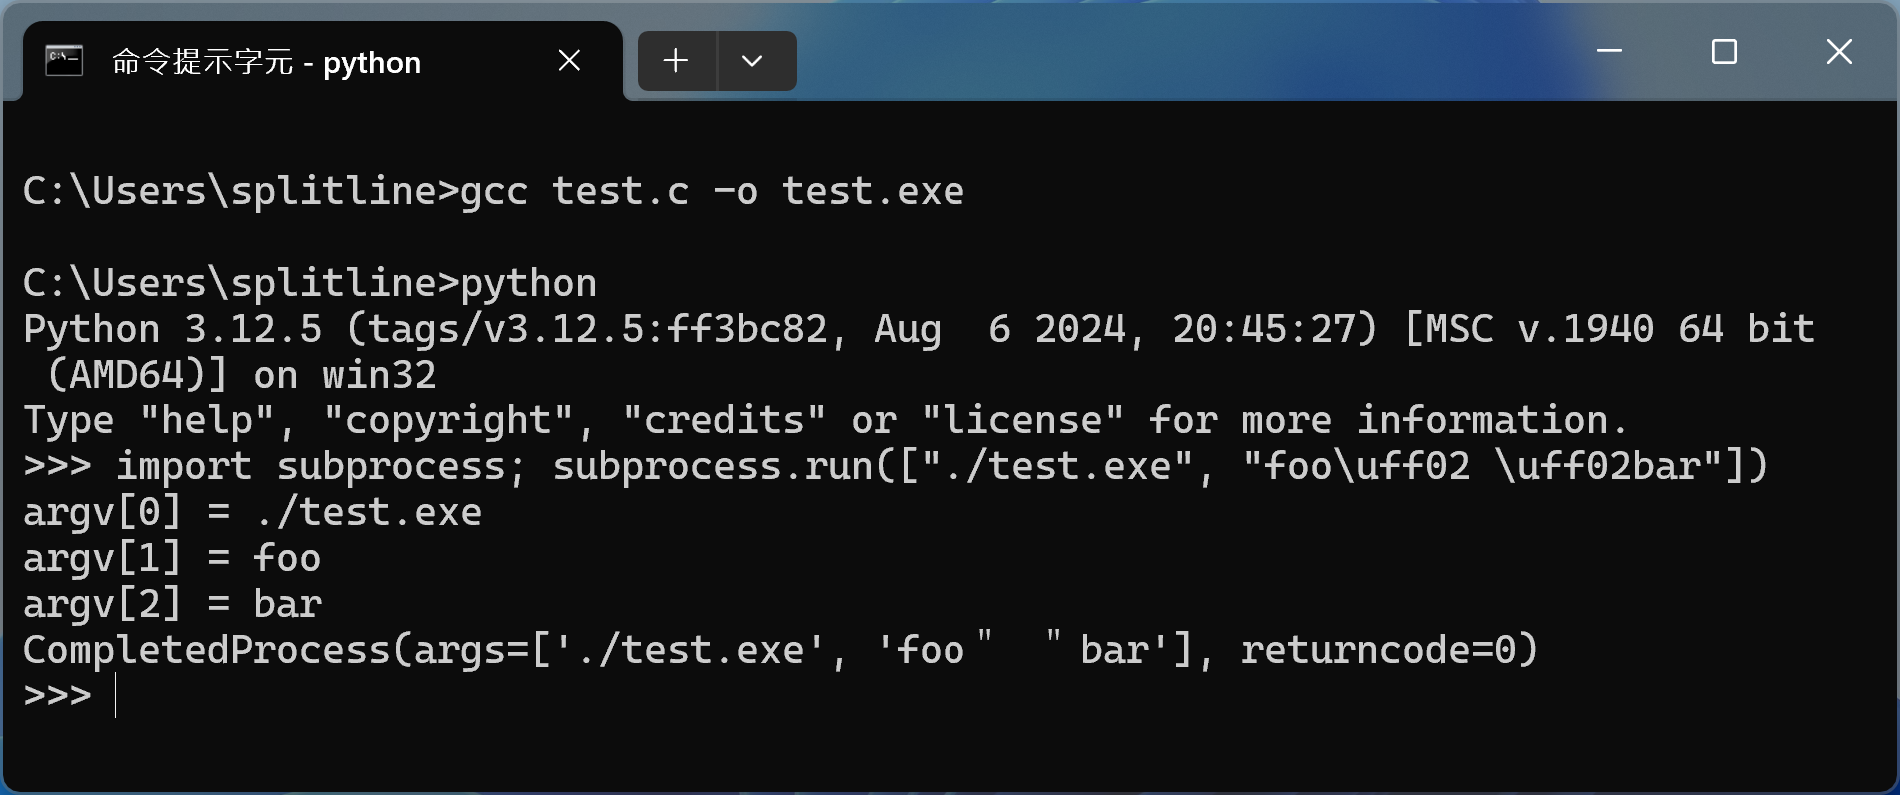 命令提示字元 - python
C:\Users\splitline>gcc test.c -o test.exe
C:\Users\splitline>python
Python 3.12.5 (tags/v3.12.5:ff3bc82, Aug  6 2024, 20:45:27) [MSC v.1940 64 bit
 (AMD64)] on win32
Type "help", "copyright", "credits" or "license" for more information.
>>> import subprocess; subprocess.run(["./test.exe", "foo\uff02 \uff02bar"])
argv[0] = ./test.exe
argv[1] = foo
argv[2] = bar
CompletedProcess(args=['./test.exe', 'foo＂ ＂bar'], returncode=0)
>>>